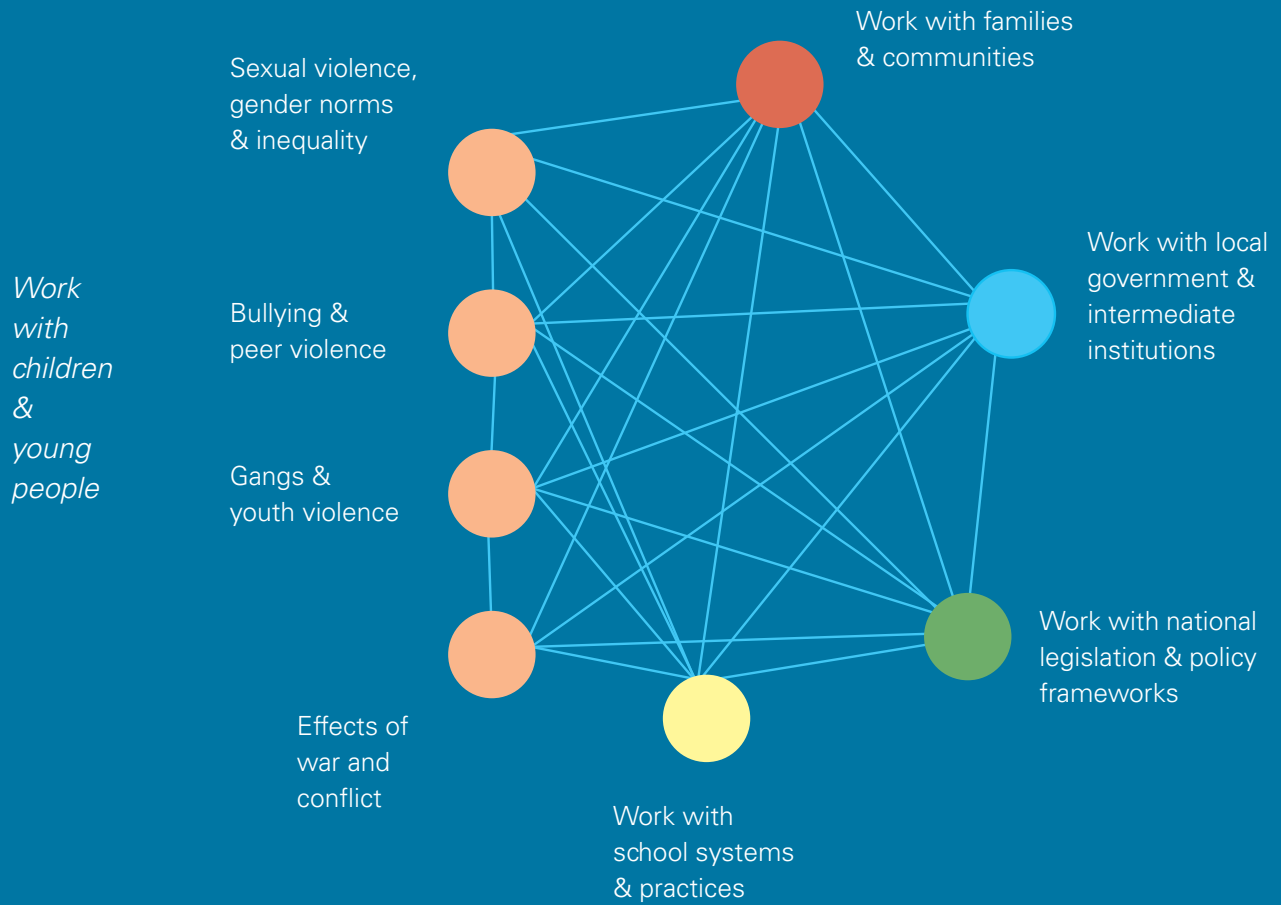 Work with families
& communities
Sexual violence,
gender norms
& inequality
Work with local
government &
intermediate
institutions
Work
with
children
&
young
people
Bullying &
peer violence
Gangs &
youth violence
Work with national
legislation & policy
frameworks
Effects of
war and
conflict
Work with
school systems
& practices